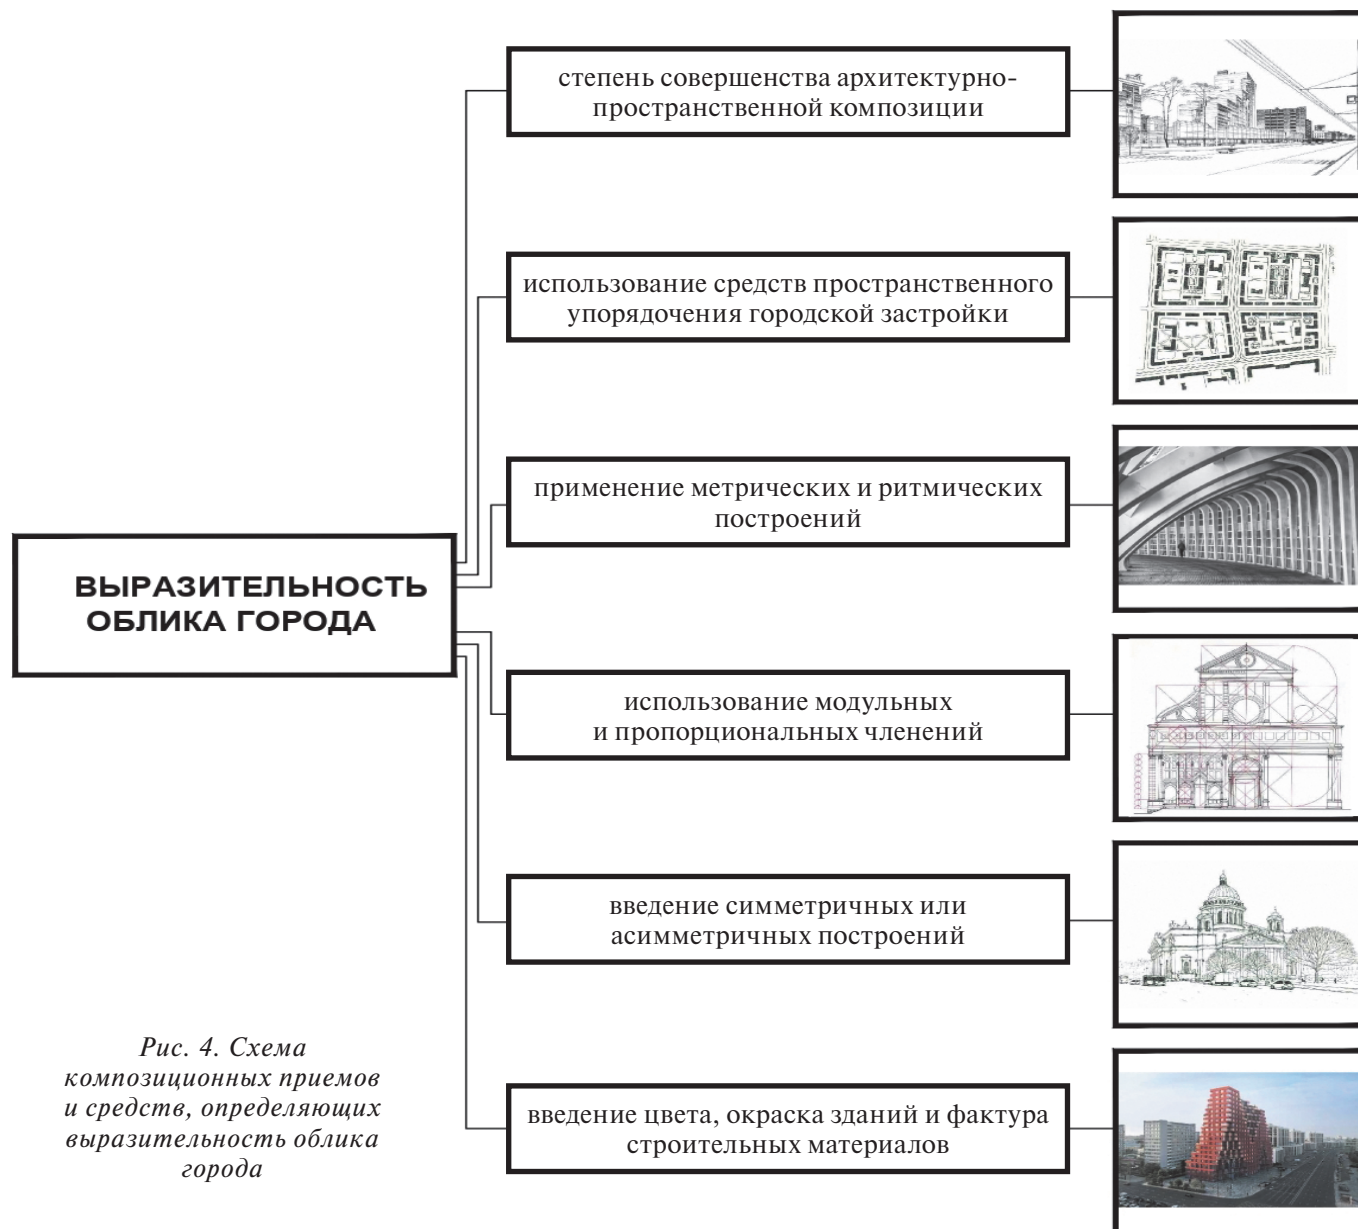 степень совершенства архитектурно-
пространственной композиции
использование средств пространственного
упорядочения городской застройки
применение метрических и ритмических
построений
ВЫРАЗИТЕЛЬНОСТЬ
ОБЛИКА ГОРОДА
использование модульных
и пропорциональных членений
введение симметричных или
асимметричных построений
введение цвета, окраска зданий и фактура
строительных материалов
Рис. 4. Схема
композиционных приемов
и средств, определяющих
выразительность облика
города